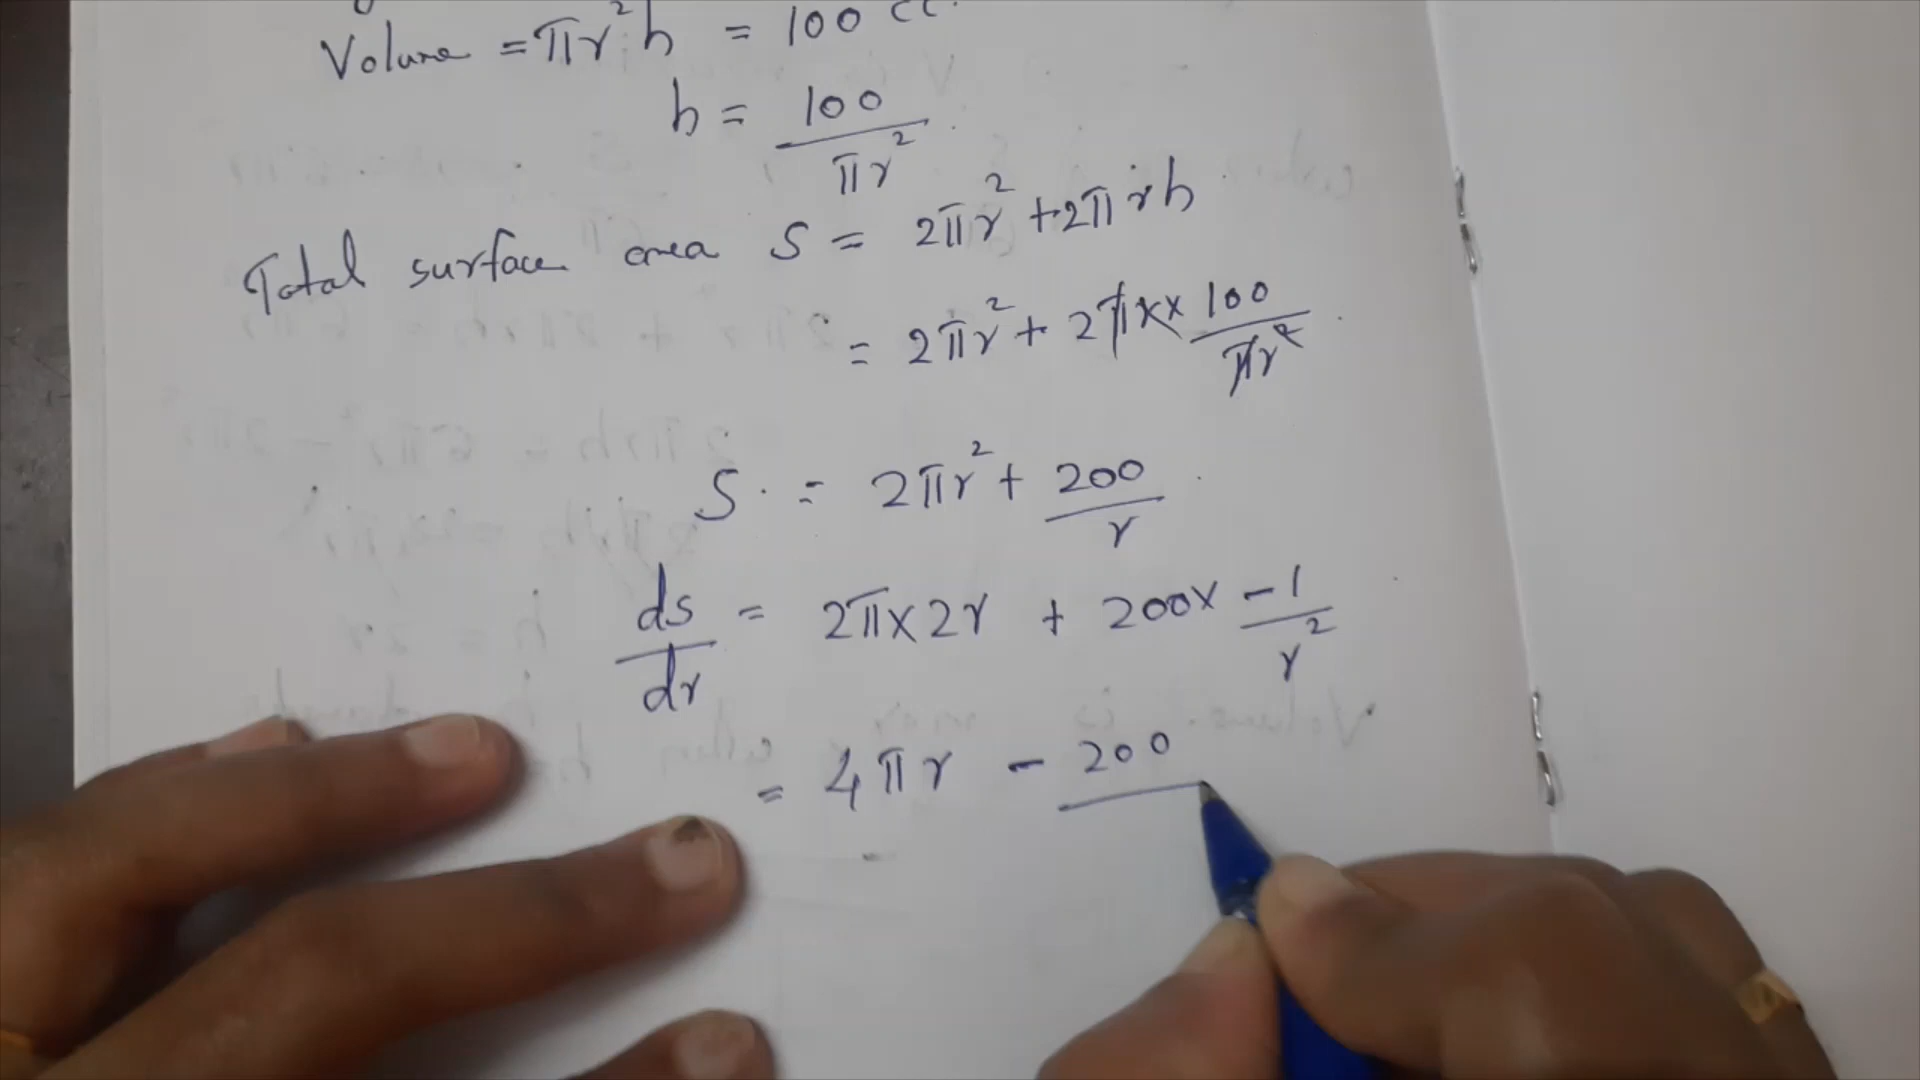 Volume = πr²h = 100 cc.
h = 100/πr²
Total surface area S = 2πr² + 2πrh
= 2πr² + 2πr × 100/πr²
S = 2πr² + 200/r
ds/dr = 2π×2r + 200× -1/r²
= 4πr - 200